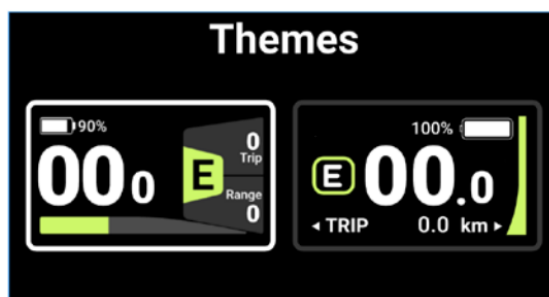 Themes
90%
00 0
E
0
Trip
Range
0
100%
E 00.0
◂ TRIP 0.0 km ▸